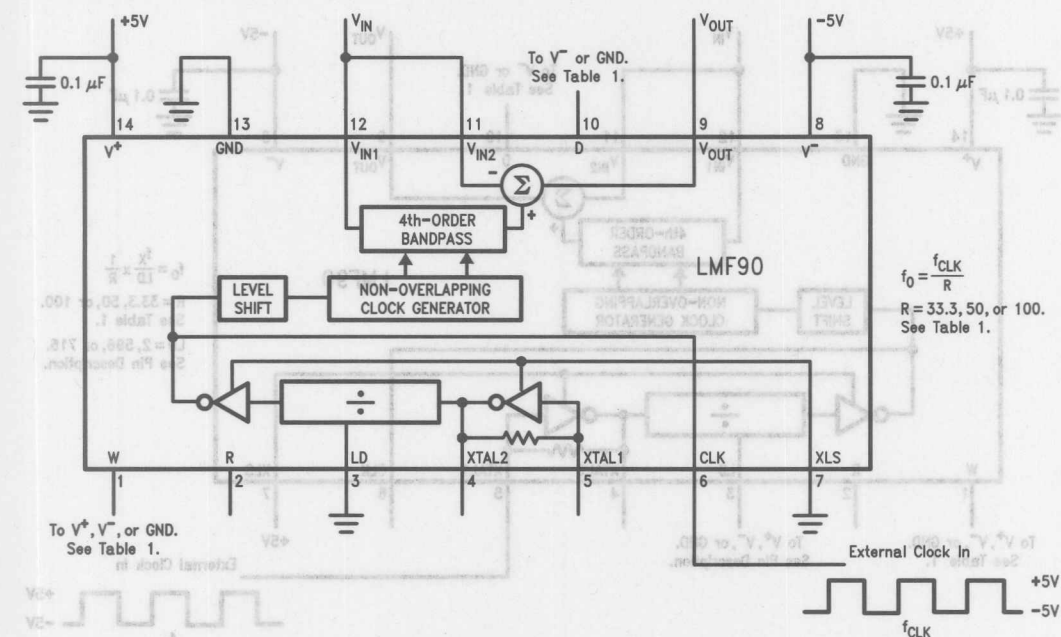 +5V
V_IN
V_OUT
-5V
To V⁻ or GND.
See Table 1.
0.1 μF
0.1 μF
14
13
12
11
10
9
8
V⁺
GND
V_IN1
V_IN2
D
V_OUT
V⁻
-
Σ
+
4th-ORDER
BANDPASS
LMF90
LEVEL
SHIFT
NON-OVERLAPPING
CLOCK GENERATOR
f₀ = f_CLK / R
R = 33.3, 50, or 100.
See Table 1.
÷
W
R
LD
XTAL2
XTAL1
CLK
XLS
1
2
3
4
5
6
7
To V⁺, V⁻, or GND.
See Table 1.
External Clock In
+5V
-5V
f_CLK